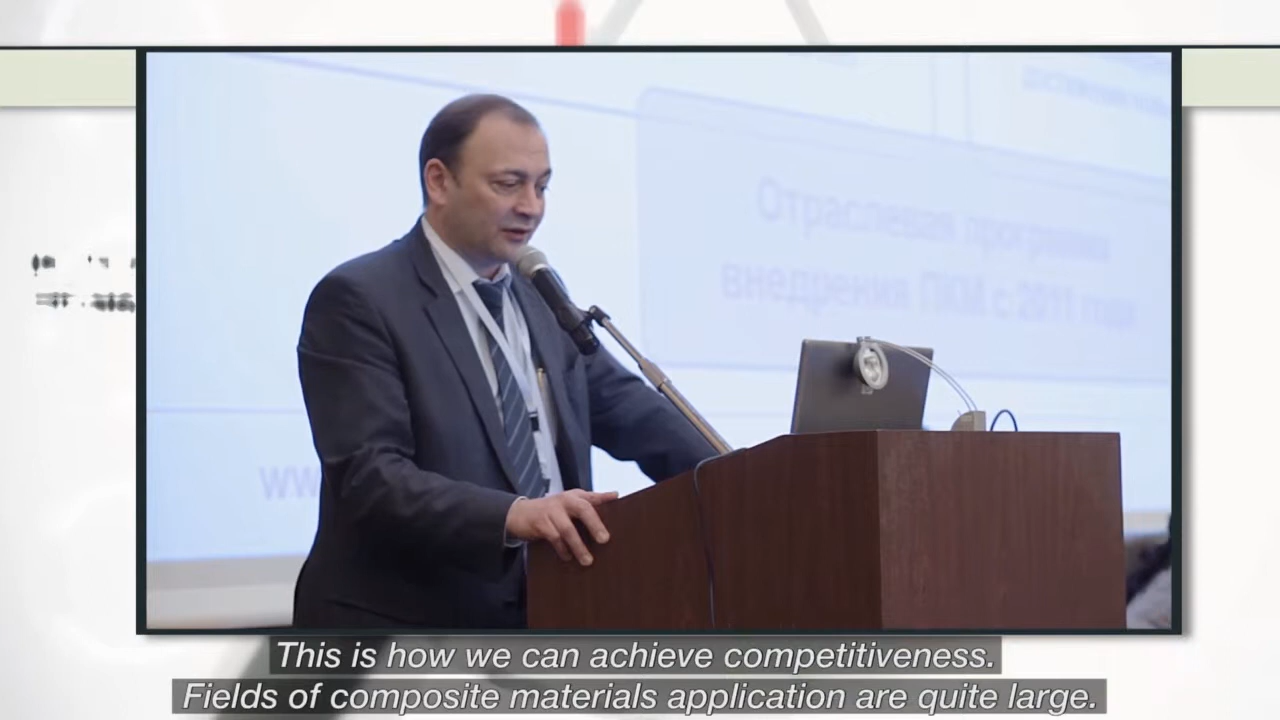 Отраслевая программа
внедрения ПКМ с 2011 года
ww
This is how we can achieve competitiveness.
Fields of composite materials application are quite large.